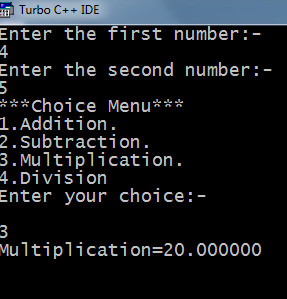 Turbo C++ IDE
Enter the first number:-
4
Enter the second number:-
5
***Choice Menu***
1.Addition.
2.Subtraction.
3.Multiplication.
4.Division
Enter your choice:-
3
Multiplication=20.000000